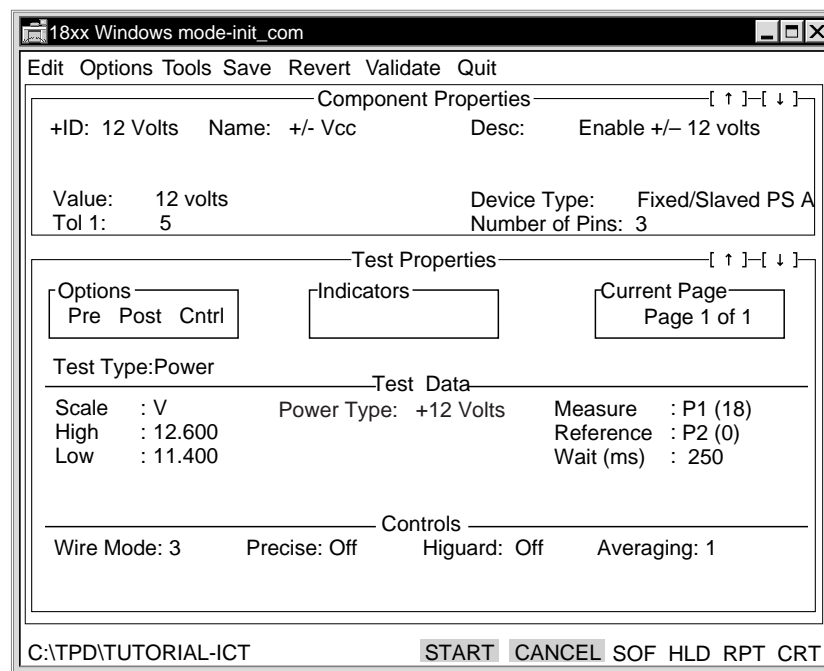 18xx Windows mode-init_com
Edit Options Tools Save Revert Validate Quit
Component Properties [ ↑ ]–[ ↓ ]
+ID: 12 Volts Name: +/- Vcc Desc: Enable +/– 12 volts
Value: 12 volts Device Type: Fixed/Slaved PS A
Tol 1: 5 Number of Pins: 3
Test Properties [ ↑ ]–[ ↓ ]
Options Indicators Current Page
Pre Post Cntrl Page 1 of 1
Test Type:Power
Test Data
Scale : V Power Type: +12 Volts Measure : P1 (18)
High : 12.600 Reference : P2 (0)
Low : 11.400 Wait (ms) : 250
Controls
Wire Mode: 3 Precise: Off Higuard: Off Averaging: 1
C:\TPD\TUTORIAL-ICT START CANCEL SOF HLD RPT CRT